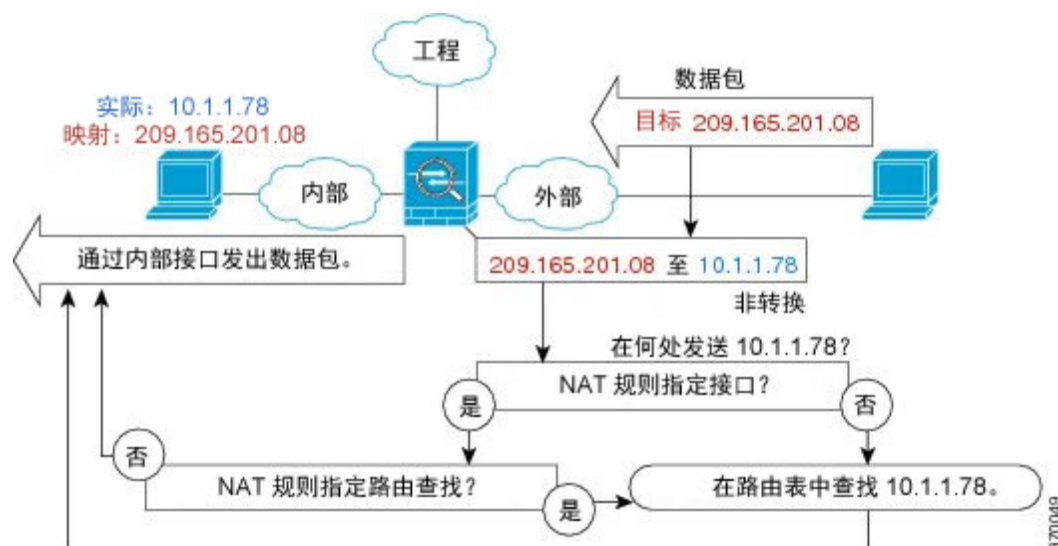 工程
数据包
实际：10.1.1.78
映射：209.165.201.08
目标 209.165.201.08
内部
外部
通过内部接口发出数据包。
209.165.201.08 至 10.1.1.78
非转换
在何处发送 10.1.1.78？
NAT 规则指定接口？
是
否
否
NAT 规则指定路由查找？
是
在路由表中查找 10.1.1.78。
370049